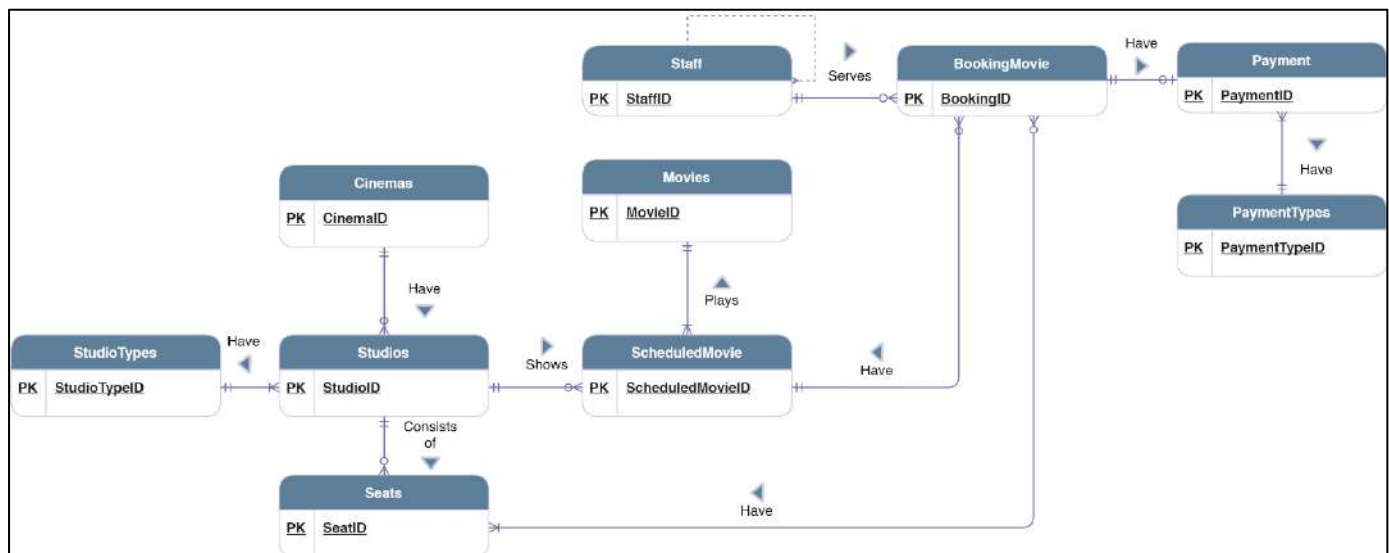 Staff
PK StaffID
Serves
BookingMovie
PK BookingID
Have
Payment
PK PaymentID
Have
PaymentTypes
PK PaymentTypeID
Cinemas
PK CinemaID
Have
Movies
PK MovieID
Plays
StudioTypes
PK StudioTypeID
Have
Studios
PK StudioID
Shows
ScheduledMovie
PK ScheduledMovieID
Have
Consists
of
Seats
PK SeatID
Have